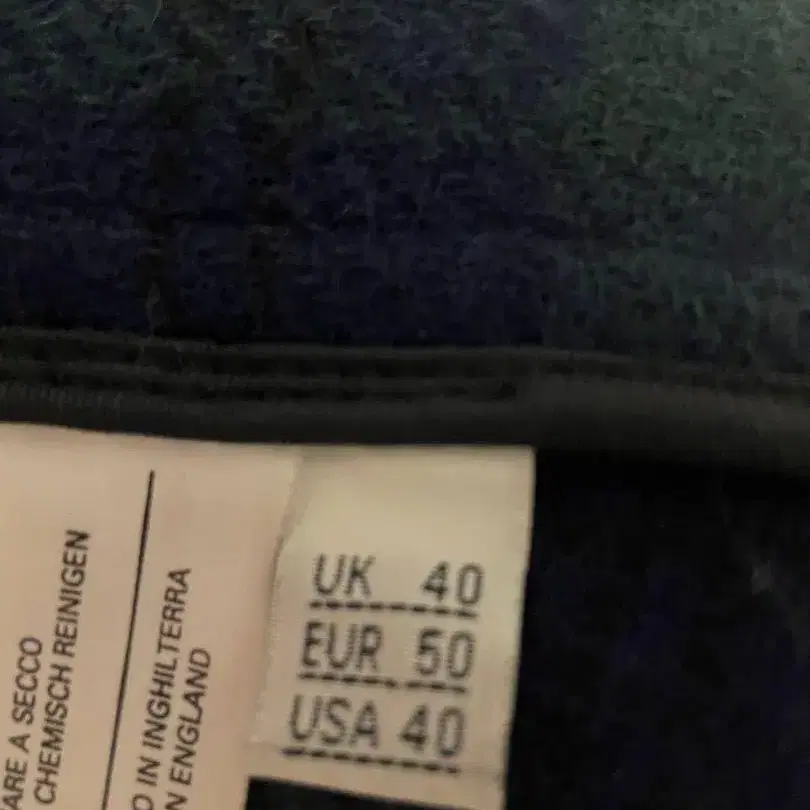 UK 40
EUR 50
USA 40
ARE A SECCO
CHEMISCH REINIGEN
O IN INGHILTERRA
N ENGLAND